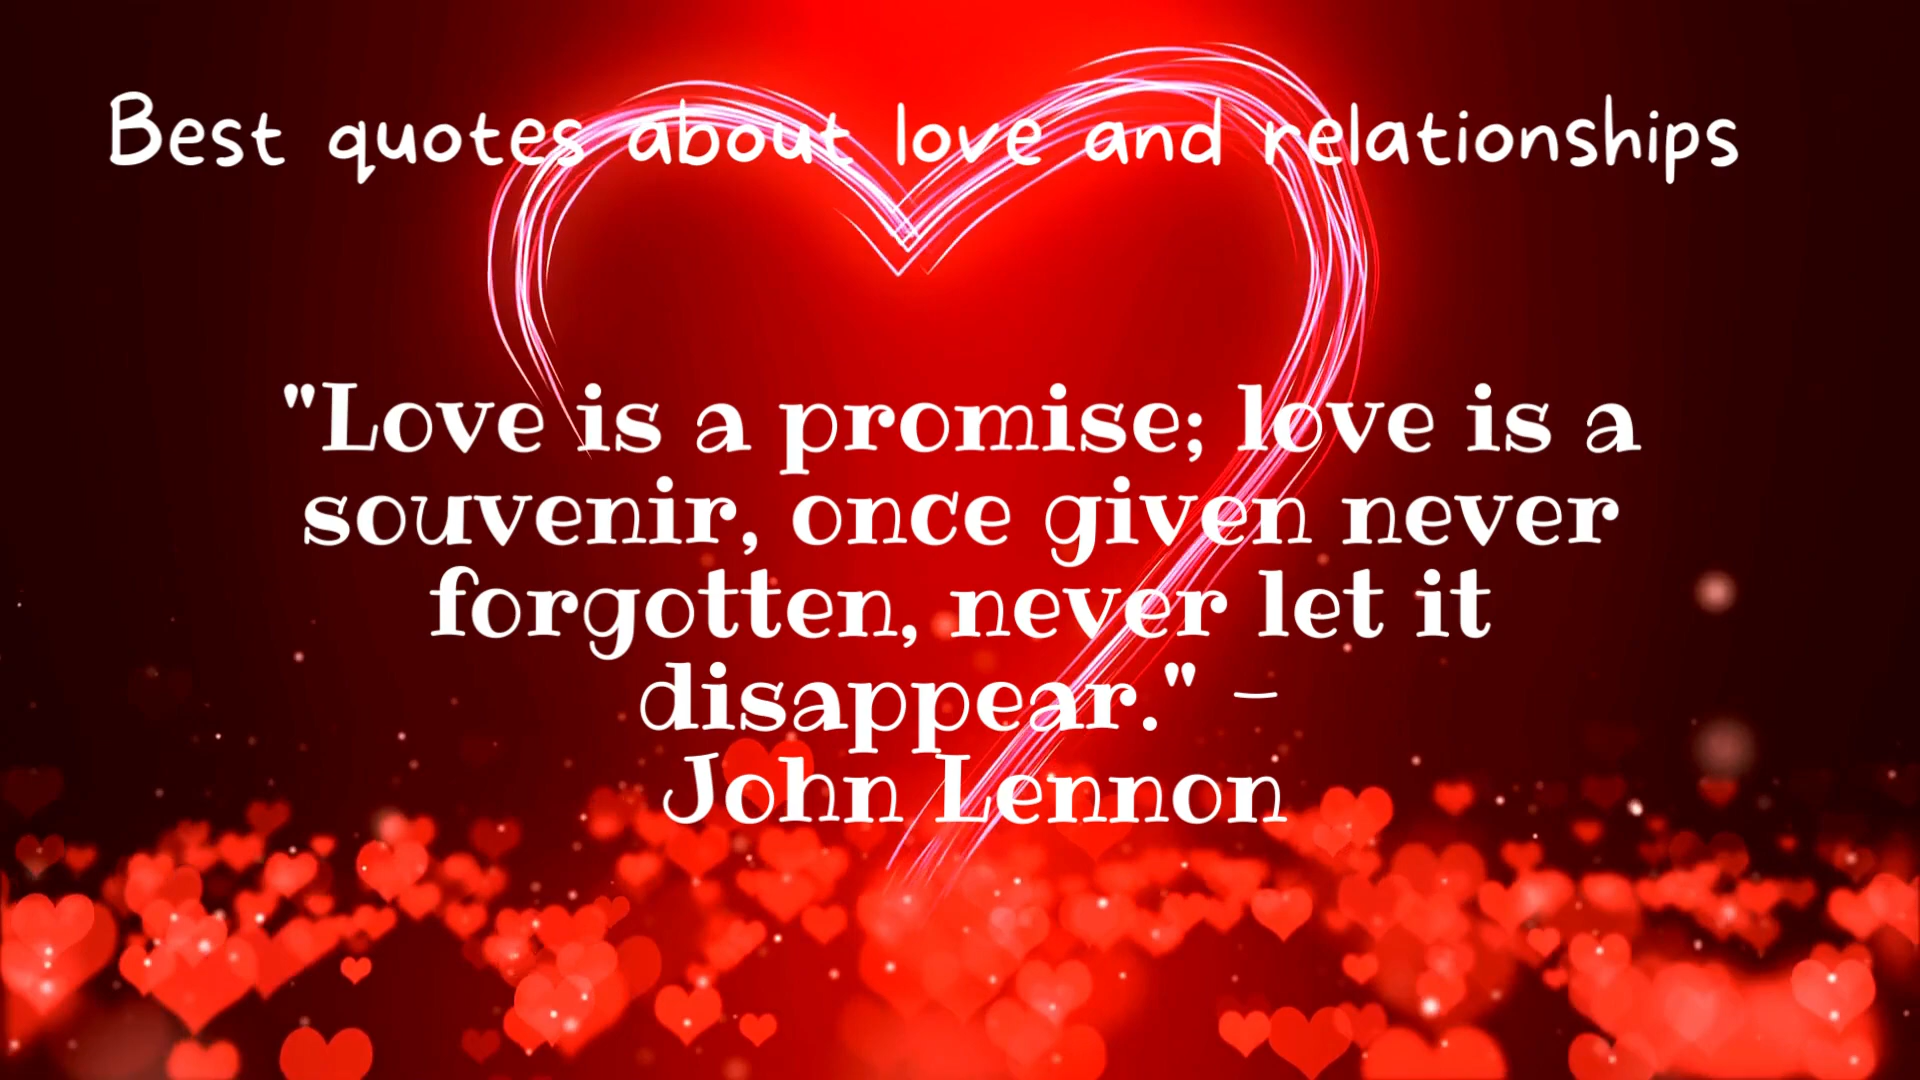 Best quotes about love and relationships
"Love is a promise; love is a
souvenir, once given never
forgotten, never let it
disappear." –
John Lennon